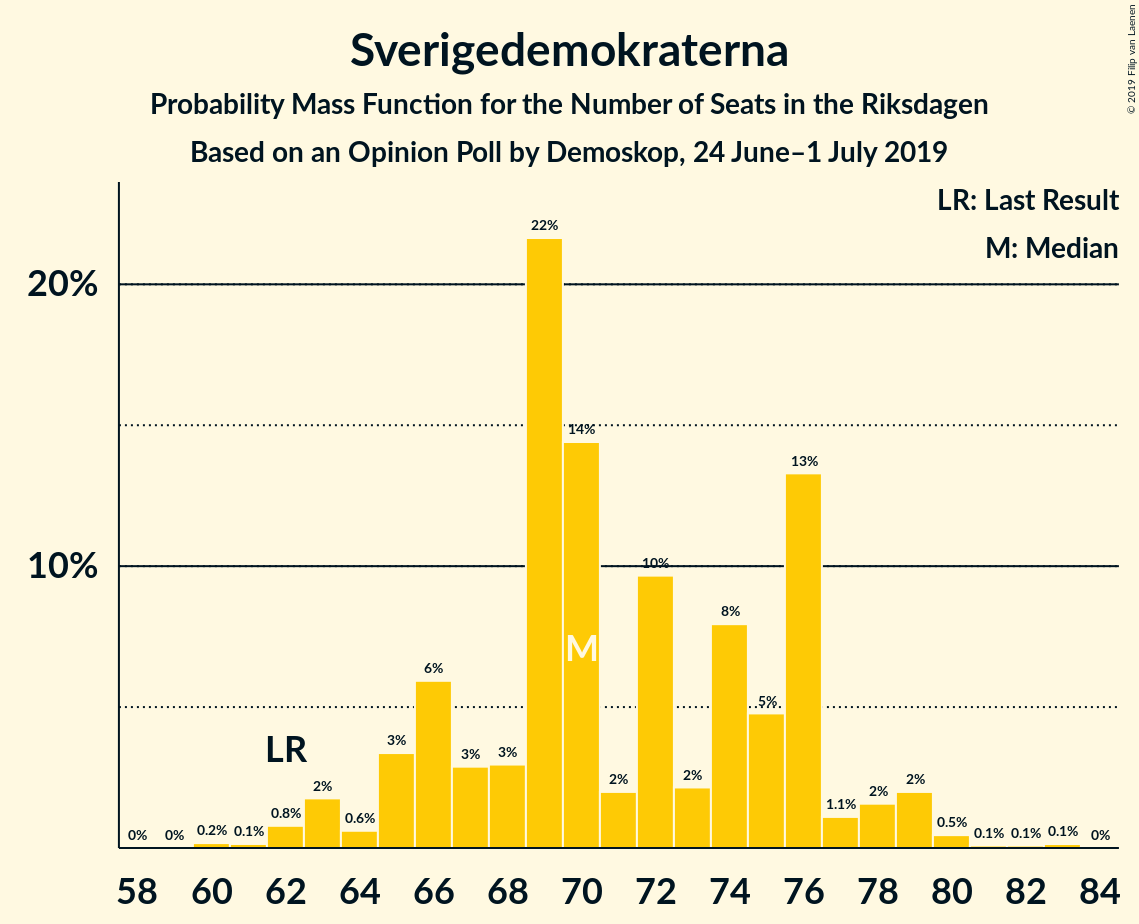 Sverigedemokraterna
Probability Mass Function for the Number of Seats in the Riksdagen
Based on an Opinion Poll by Demoskop, 24 June–1 July 2019
© 2019 Filip van Laenen
LR: Last Result
M: Median
20%
10%
0% 0% 0.2% 0.1% 0.8% 2% 0.6% 3% 6% 3% 3% 22% 14% 2% 10% 2% 8% 5% 13% 1.1% 2% 2% 0.5% 0.1% 0.1% 0.1% 0%
LR
M
58 60 62 64 66 68 70 72 74 76 78 80 82 84